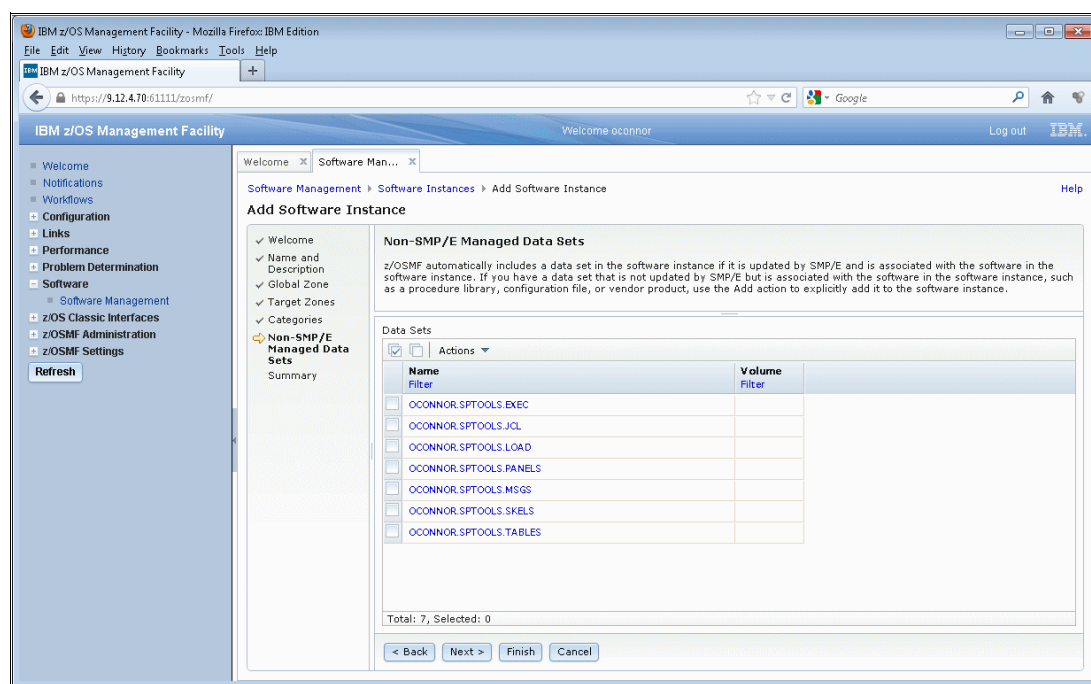 IBM z/OS Management Facility - Mozilla Firefox: IBM Edition
File Edit View History Bookmarks Tools Help
IBM IBM z/OS Management Facility +
https://9.12.4.70:61111/zosmf/
Google
IBM z/OS Management Facility
Welcome oconnor
Log out
IBM.
Welcome
Notifications
Workflows
Configuration
Links
Performance
Problem Determination
Software
Software Management
z/OS Classic Interfaces
z/OSMF Administration
z/OSMF Settings
Refresh
Welcome X Software Man... X
Software Management Software Instances Add Software Instance
Help
Add Software Instance
Welcome
Name and
Description
Global Zone
Target Zones
Categories
Non-SMP/E
Managed Data
Sets
Summary
Non-SMP/E Managed Data Sets
z/OSMF automatically includes a data set in the software instance if it is updated by SMP/E and is associated with the software in the
software instance. If you have a data set that is not updated by SMP/E but is associated with the software in the software instance, such
as a procedure library, configuration file, or vendor product, use the Add action to explicitly add it to the software instance.
Data Sets
Actions
Name Volume
Filter Filter
OCONNOR.SPTOOLS.EXEC
OCONNOR.SPTOOLS.JCL
OCONNOR.SPTOOLS.LOAD
OCONNOR.SPTOOLS.PANELS
OCONNOR.SPTOOLS.MSGS
OCONNOR.SPTOOLS.SKELS
OCONNOR.SPTOOLS.TABLES
Total: 7, Selected: 0
< Back Next > Finish Cancel